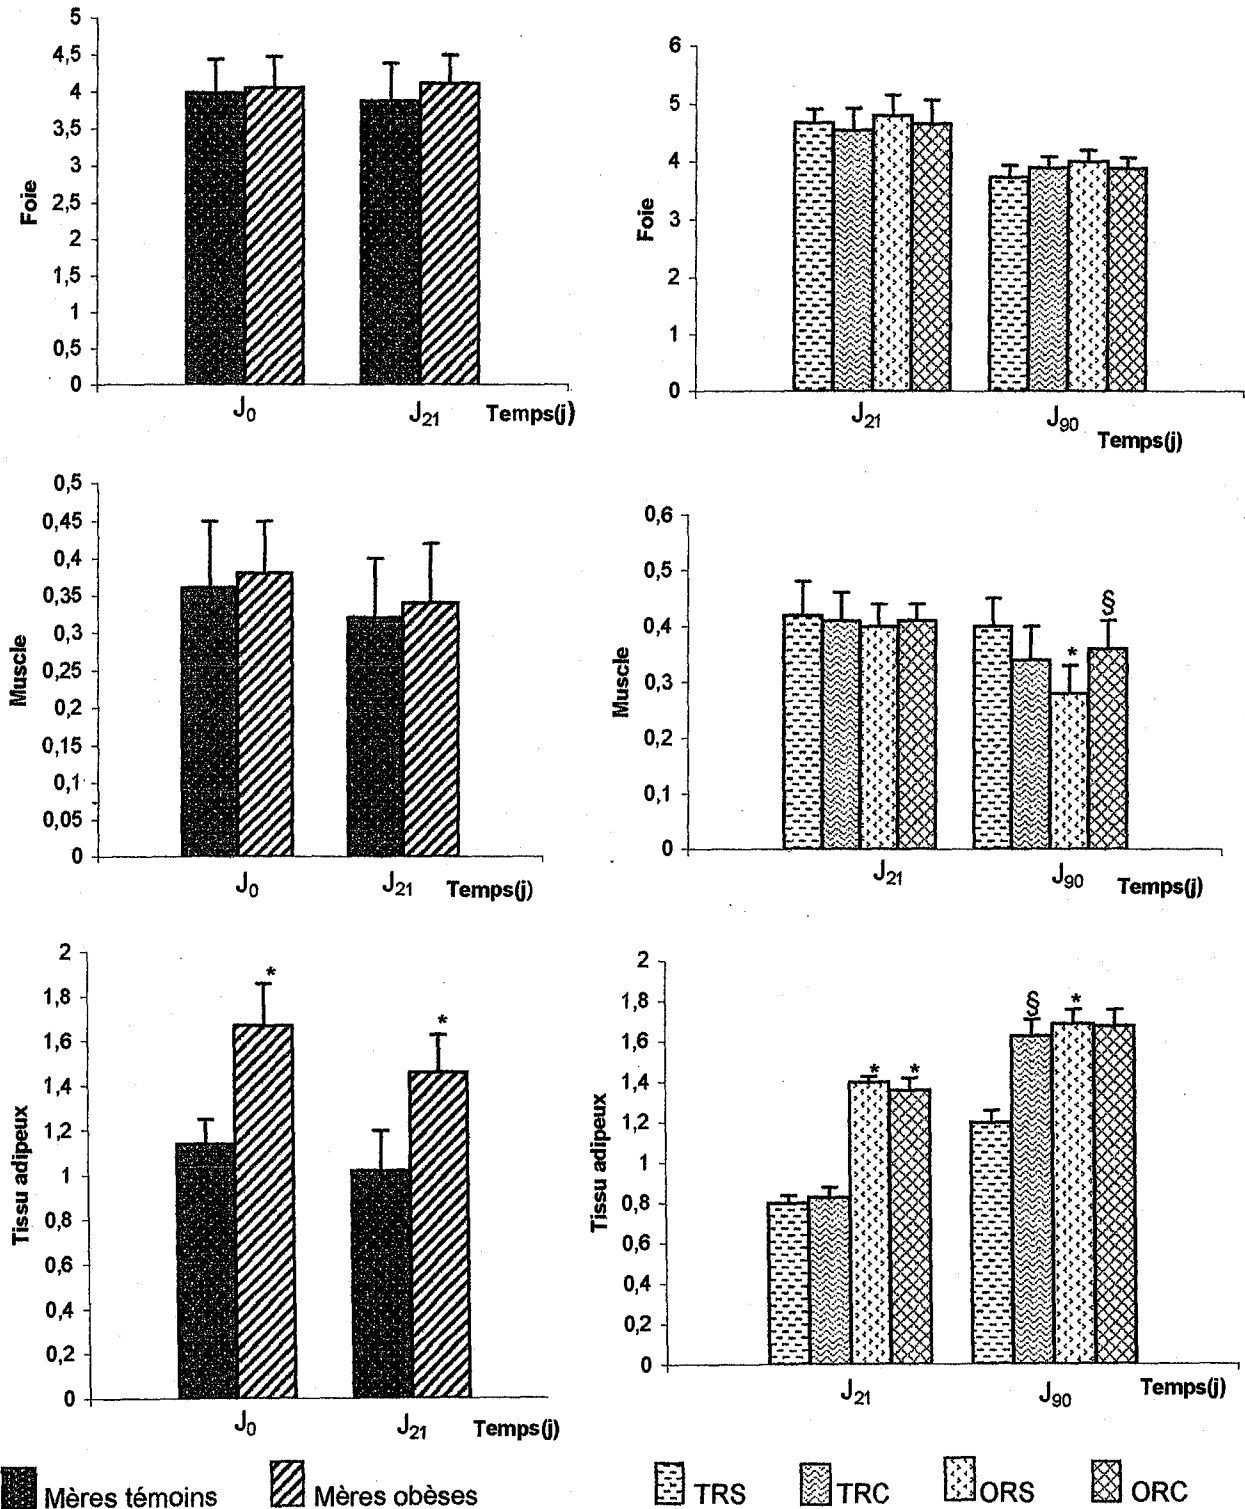 5
4,5
4
3,5
3
2,5
2
1,5
1
0,5
0
Foie
J0
J21
Temps(j)
6
5
4
3
2
1
0
Foie
J21
J90
Temps(j)
0,5
0,45
0,4
0,35
0,3
0,25
0,2
0,15
0,1
0,05
0
Muscle
J0
J21
Temps(j)
0,6
0,5
0,4
0,3
0,2
0,1
0
Muscle
*
§
J21
J90
Temps(j)
2
1,8
1,6
1,4
1,2
1
0,8
0,6
0,4
0,2
0
Tissu adipeux
*
*
J0
J21
Temps(j)
2
1,8
1,6
1,4
1,2
1
0,8
0,6
0,4
0,2
0
Tissu adipeux
* *
§ *
J21
J90
Temps(j)
Mères témoins
Mères obèses
TRS
TRC
ORS
ORC